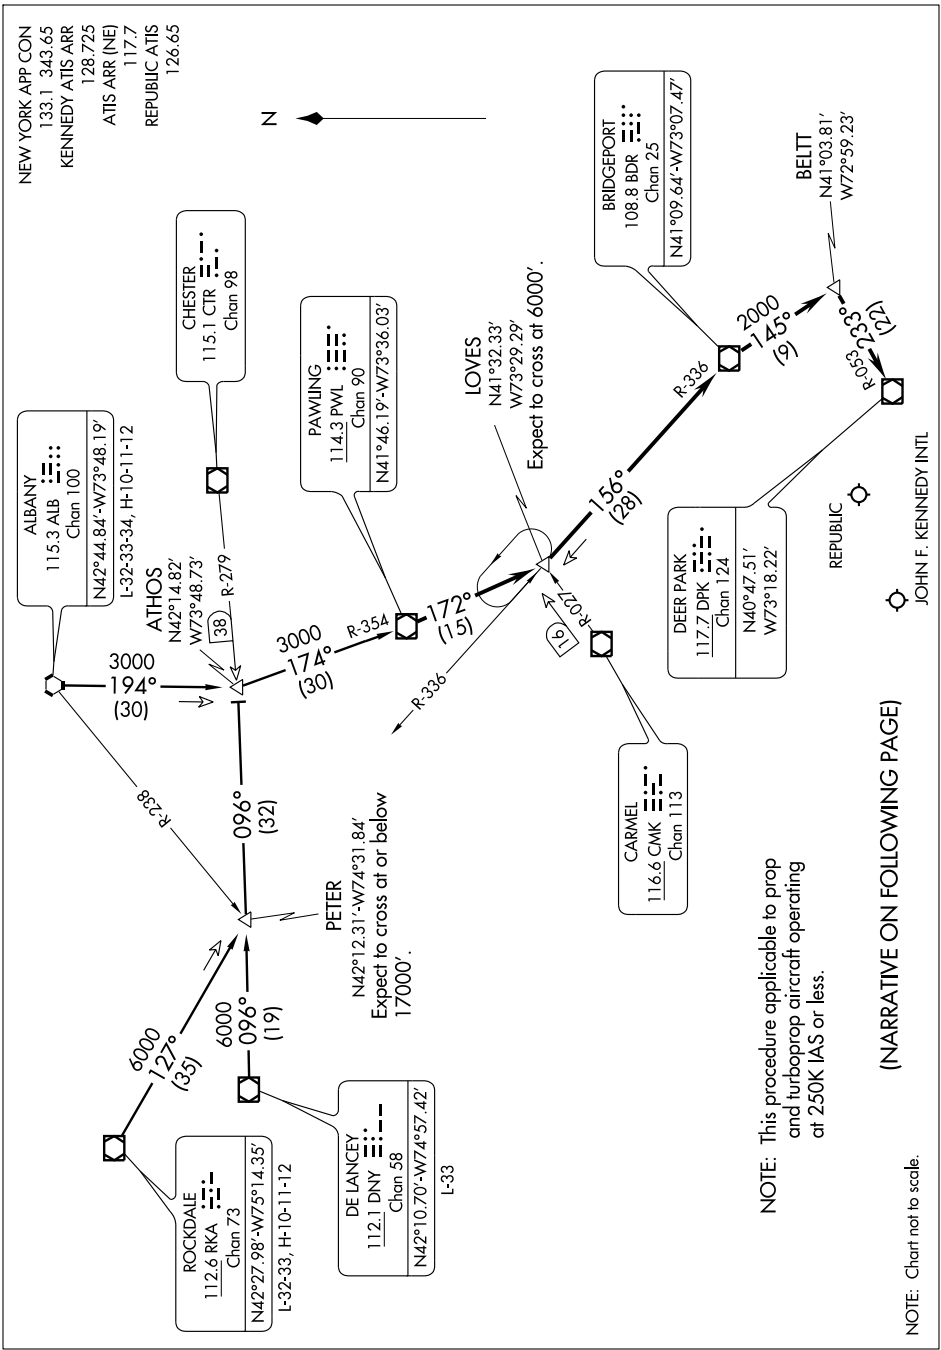 NEW YORK APP CON
133.1 343.65
KENNEDY ATIS ARR
128.725
ATIS ARR (NE)
117.7
REPUBLIC ATIS
126.65
N
ALBANY
115.3 ALB
Chan 100
N42°44.84'-W73°48.19'
L-32-33-34, H-10-11-12
CHESTER
115.1 CTR
Chan 98
ATHOS
N42°14.82'
W73°48.73'
R-279
38
3000
194°
(30)
R-238
ROCKDALE
112.6 RKA
Chan 73
N42°27.98'-W75°14.35'
L-32-33, H-10-11-12
6000
127°
(35)
6000
096°
(19)
DE LANCEY
112.1 DNY
Chan 58
N42°10.70'-W74°57.42'
L-33
PETER
N42°12.31'-W74°31.84'
Expect to cross at or below
17000'.
096°
(32)
3000
174°
(30)
R-354
PAWLING
114.3 PWL
Chan 90
N41°46.19'-W73°36.03'
172°
(15)
R-336
LOVES
N41°32.33'
W73°29.29'
Expect to cross at 6000'.
R-027
16
CARMEL
116.6 CMK
Chan 113
156°
(28)
R-336
BRIDGEPORT
108.8 BDR
Chan 25
N41°09.64'-W73°07.47'
2000
145°
(9)
BELTT
N41°03.81'
W72°59.23'
233°
(22)
R-053
DEER PARK
117.7 DPK
Chan 124
N40°47.51'
W73°18.22'
REPUBLIC
JOHN F. KENNEDY INTL
NOTE: This procedure applicable to prop
and turboprop aircraft operating
at 250K IAS or less.
(NARRATIVE ON FOLLOWING PAGE)
NOTE: Chart not to scale.